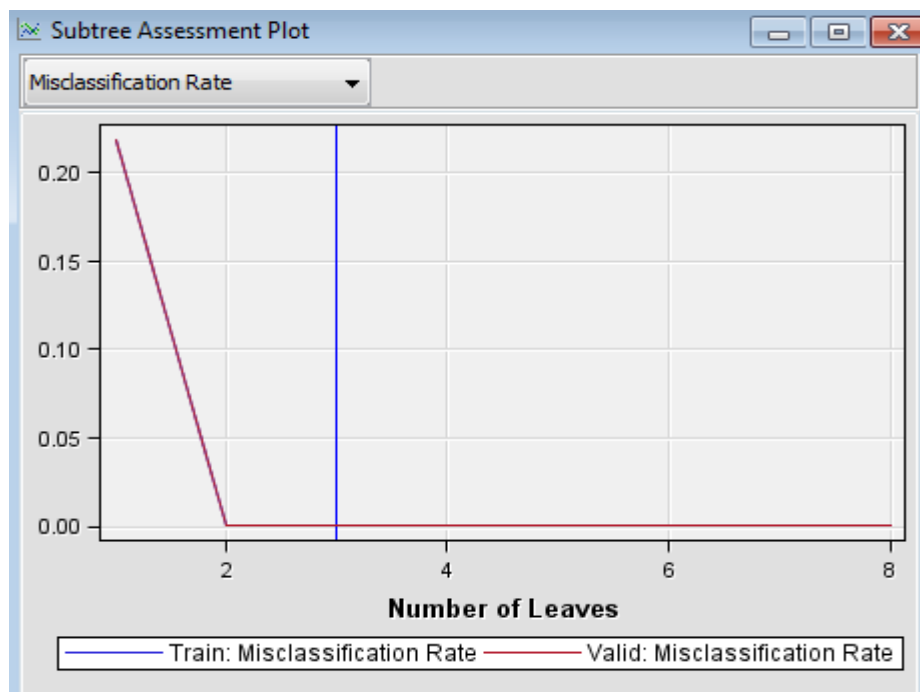 Subtree Assessment Plot
Misclassification Rate
0.20
0.15
0.10
0.05
0.00
2 4 6 8
Number of Leaves
Train: Misclassification Rate Valid: Misclassification Rate